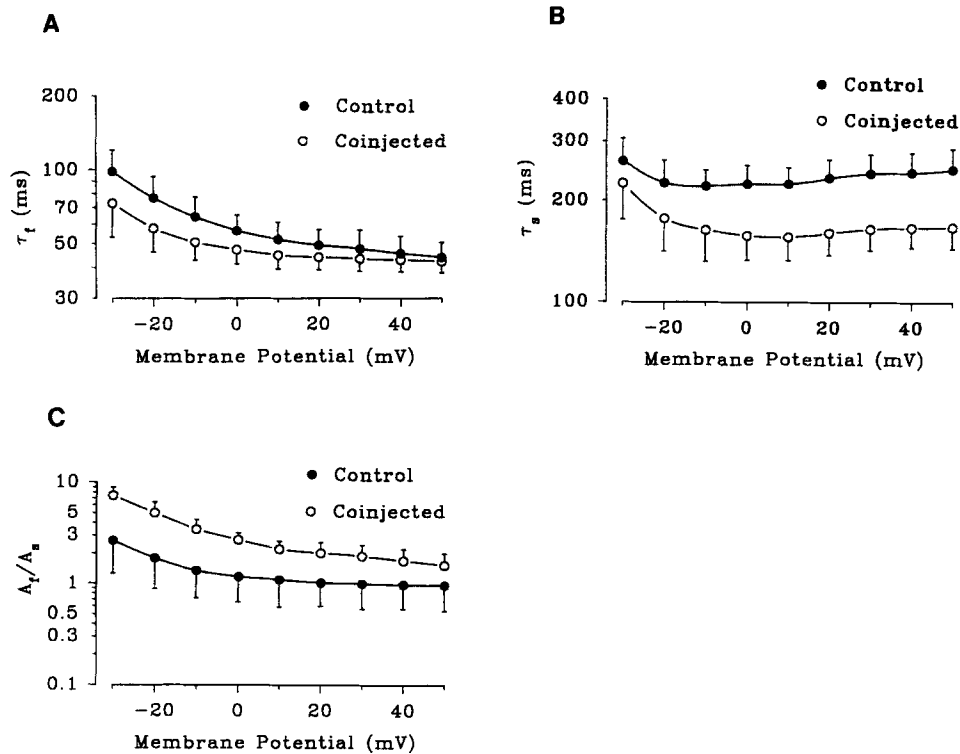 A
200
100
70
50
30
τf (ms)
Control
Coinjected
-20 0 20 40
Membrane Potential (mV)
B
400
300
200
100
τs (ms)
Control
Coinjected
-20 0 20 40
Membrane Potential (mV)
C
10
5
3
1
0.5
0.3
0.1
Af/As
Control
Coinjected
-20 0 20 40
Membrane Potential (mV)